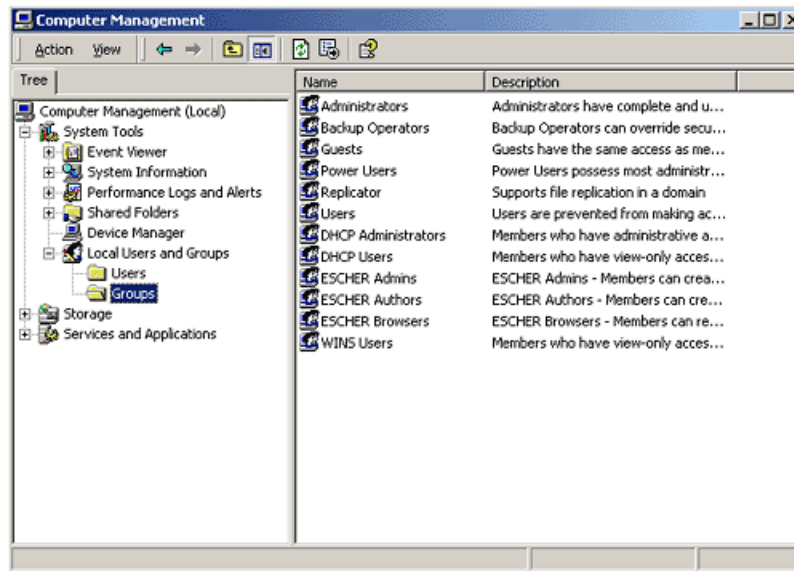 Computer Management
Action View
Tree
Computer Management (Local)
System Tools
Event Viewer
System Information
Performance Logs and Alerts
Shared Folders
Device Manager
Local Users and Groups
Users
Groups
Storage
Services and Applications
Name Description
Administrators Administrators have complete and u...
Backup Operators Backup Operators can override secu...
Guests Guests have the same access as me...
Power Users Power Users possess most administr...
Replicator Supports file replication in a domain
Users Users are prevented from making ac...
DHCP Administrators Members who have administrative a...
DHCP Users Members who have view-only acces...
ESCHER Admins ESCHER Admins - Members can crea...
ESCHER Authors ESCHER Authors - Members can cre...
ESCHER Browsers ESCHER Browsers - Members can re...
WINS Users Members who have view-only acces...